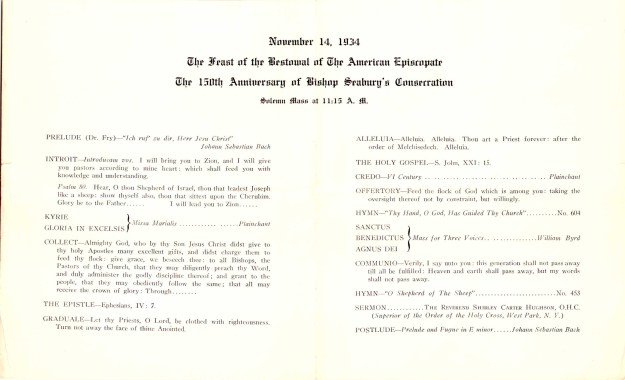 November 14, 1934
The Feast of the Bestowal of The American Episcopate
The 150th Anniversary of Bishop Seabury's Consecration
Solemn Mass at 11:15 A. M.
PRELUDE (Dr. Fry)—"Ich ruf' zu dir, Herr Jesu Christ"
Johann Sebastian Bach
INTROIT—Introducam vos. I will bring you to Zion, and I will give
you pastors according to mine heart: which shall feed you with
knowledge and understanding.
Psalm 80. Hear, O thou Shepherd of Israel, thou that leadest Joseph
like a sheep: show thyself also, thou that sittest upon the Cherubim.
Glory be to the Father...... I will lead you to Zion......
KYRIE
GLORIA IN EXCELSIS } Missa Marialis .................. Plainchant
COLLECT—Almighty God, who by thy Son Jesus Christ didst give to
thy holy Apostles many excellent gifts, and didst charge them to
feed thy flock: give grace, we beseech thee: to all Bishops, the
Pastors of thy Church, that they may diligently preach thy Word,
and duly administer the godly discipline thereof; and grant to the
people, that they may obediently follow the same; that all may
receive the crown of glory: Through........
THE EPISTLE—Ephesians, IV: 7.
GRADUALE—Let thy Priests, O Lord, be clothed with righteousness.
Turn not away the face of thine Anointed.
ALLELUIA—Alleluia. Alleluia. Thou art a Priest forever: after the
order of Melchisedech. Alleluia.
THE HOLY GOSPEL—S. John, XXI: 15.
CREDO—VI Century .................................... Plainchant
OFFERTORY—Feed the flock of God which is among you: taking the
oversight thereof not by constraint, but willingly.
HYMN—"Thy Hand, O God, Has Guided Thy Church"..........No. 604
SANCTUS
BENEDICTUS } Mass for Three Voices................William Byrd
AGNUS DEI
COMMUNIO—Verily, I say unto you: this generation shall not pass away
till all be fulfilled: Heaven and earth shall pass away, but my words
shall not pass away.
HYMN—"O Shepherd of The Sheep"..........................No. 453
SERMON............THE REVEREND SHIRLEY CARTER HUGHSON, O.H.C.
(Superior of the Order of the Holy Cross, West Park, N. Y.)
POSTLUDE—Prelude and Fugue in E minor......Johann Sebastian Bach